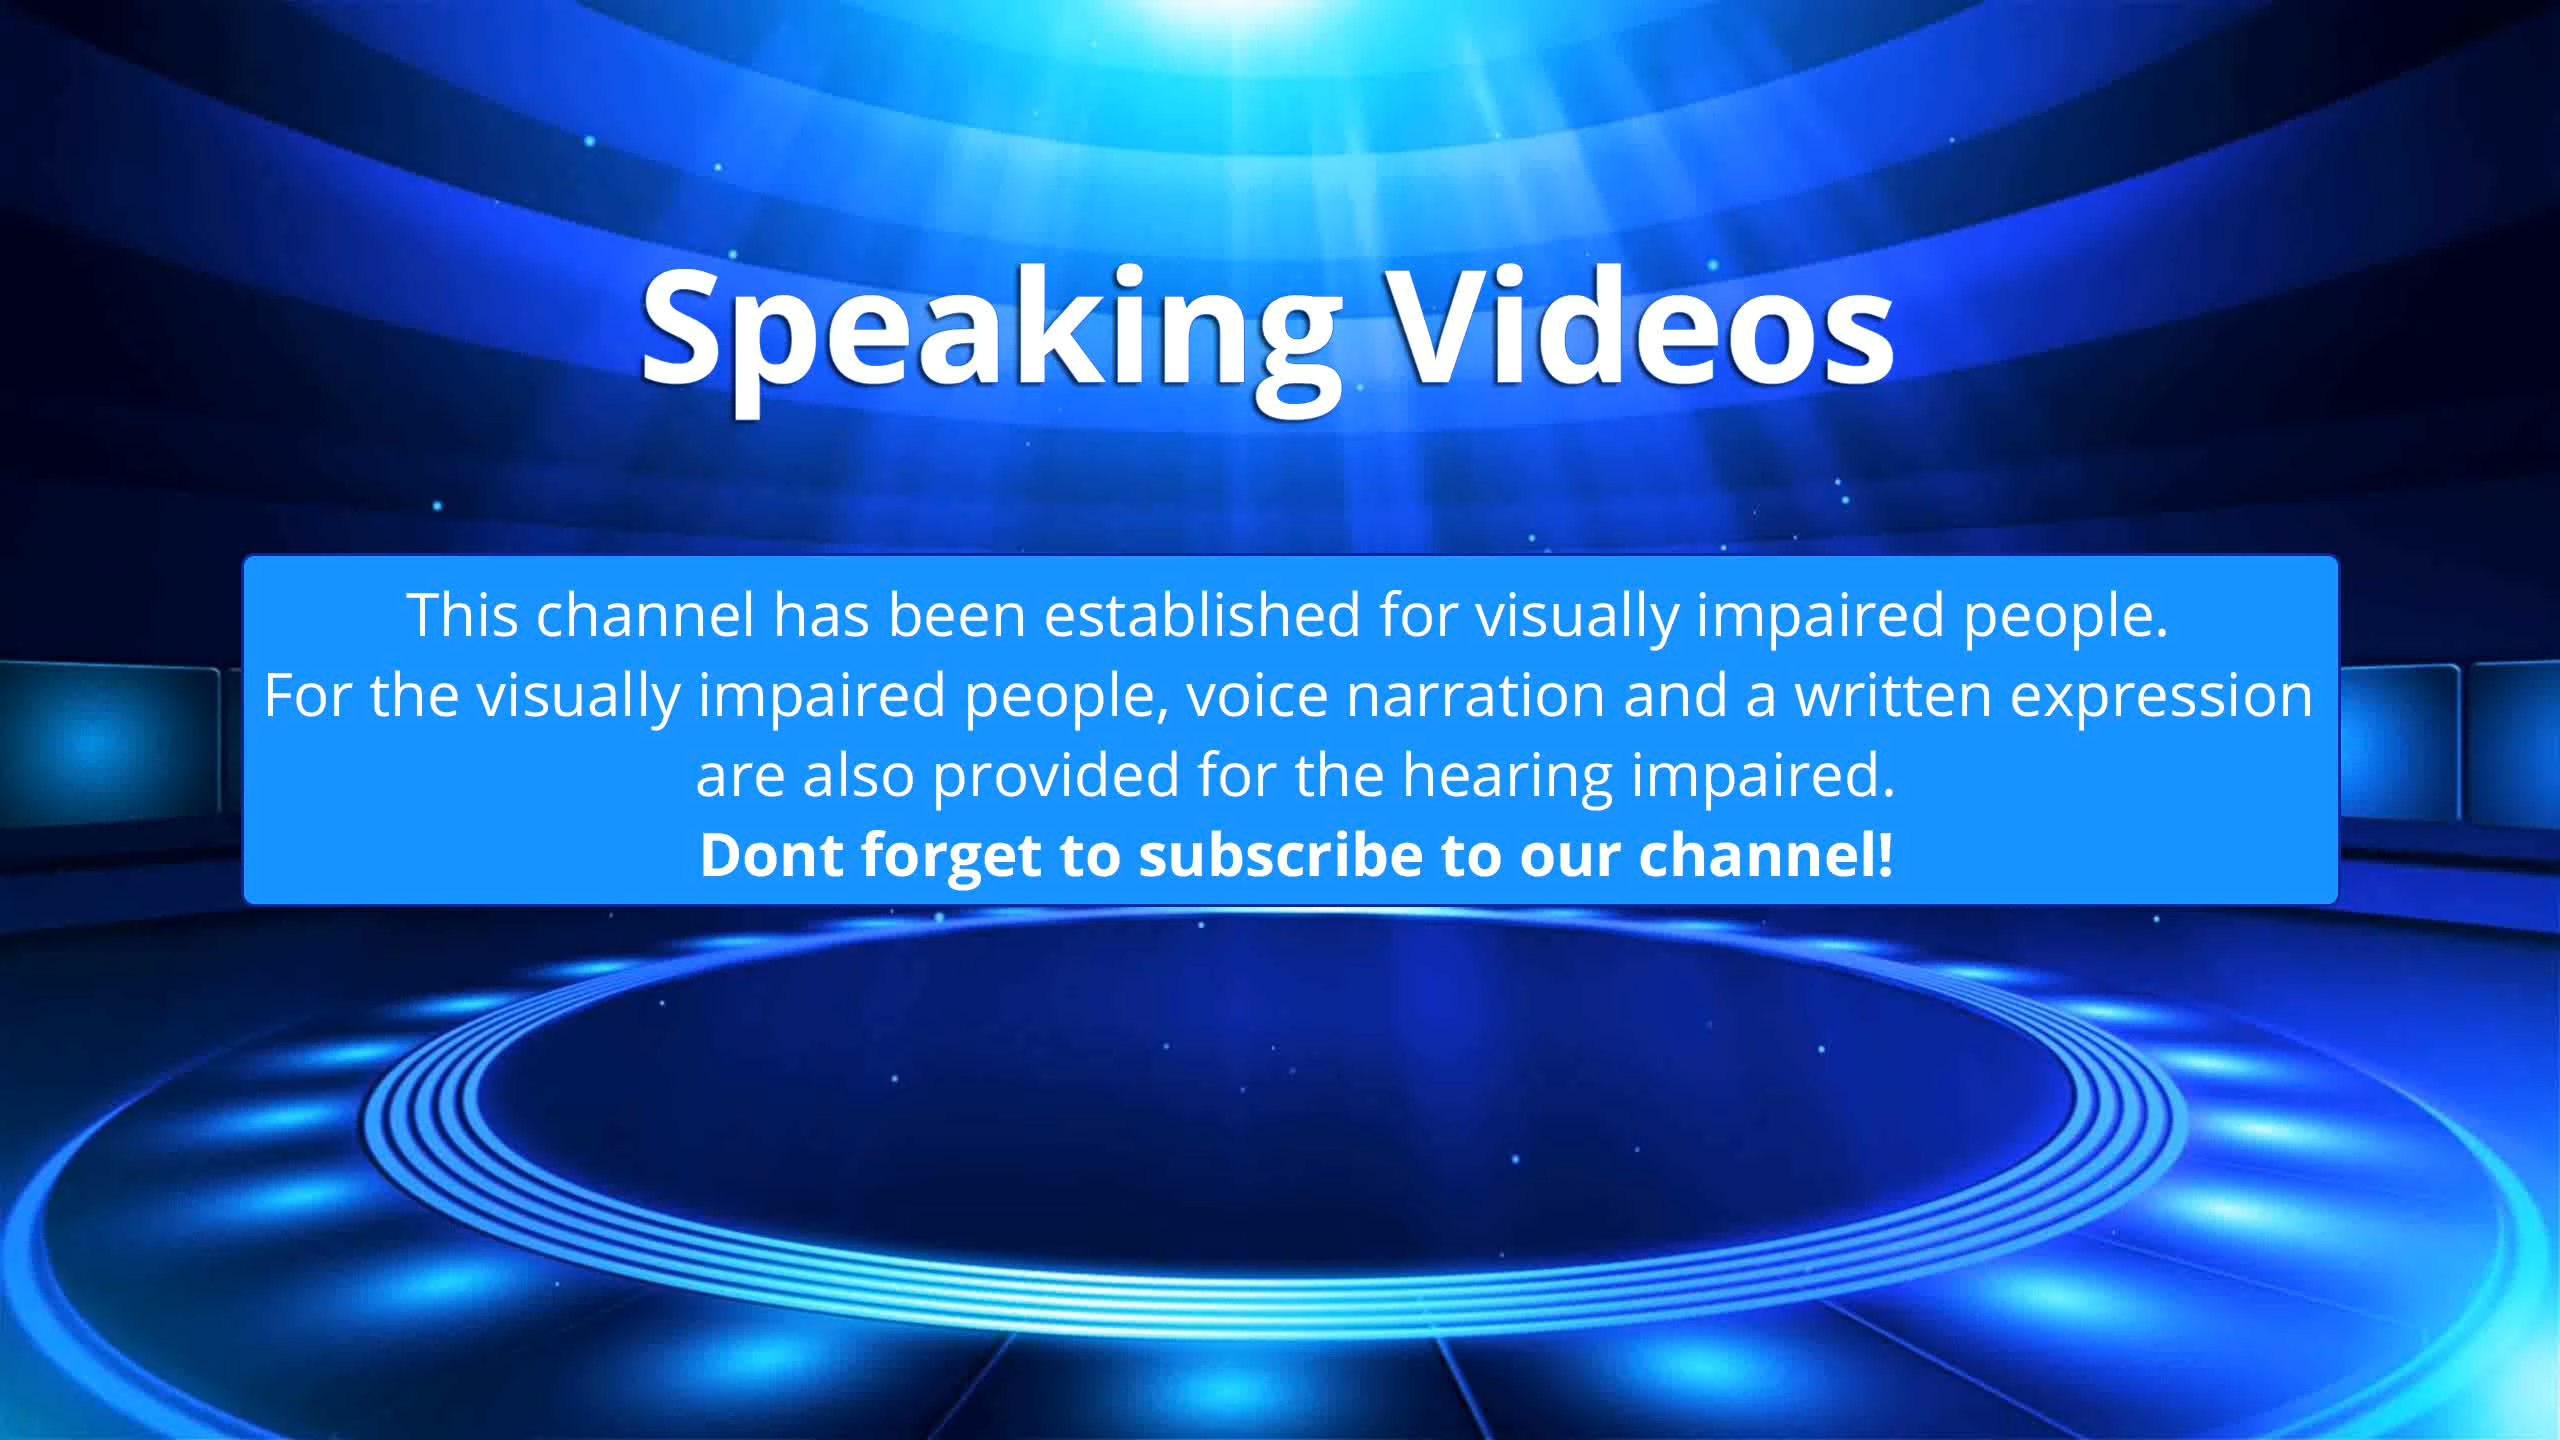 Speaking Videos
This channel has been established for visually impaired people.
For the visually impaired people, voice narration and a written expression
are also provided for the hearing impaired.
Dont forget to subscribe to our channel!